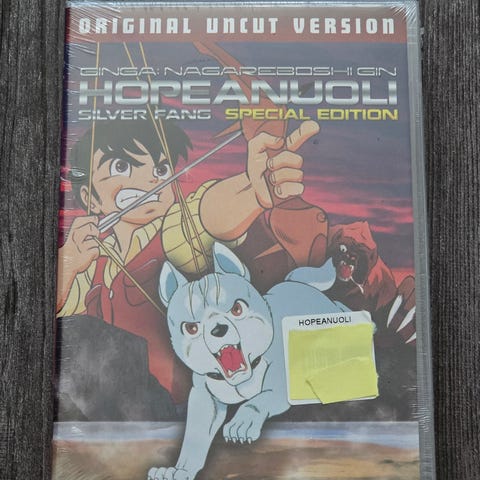 ORIGINAL UNCUT VERSION
GINGA: NAGAREBOSHI GIN
HOPEANUOLI
SILVER FANG SPECIAL EDITION
HOPEANUOLI